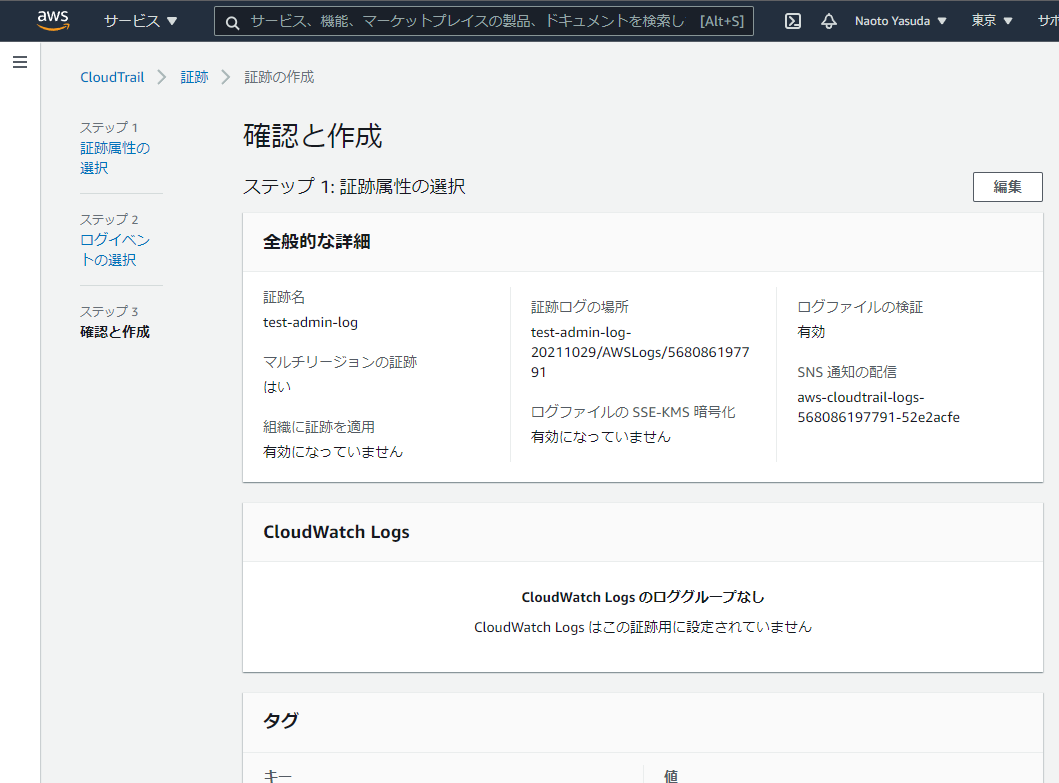 aws サービス ▼ サービス、機能、マーケットプレイスの製品、ドキュメントを検索し [Alt+S] Naoto Yasuda ▼ 東京 ▼ サポ
CloudTrail > 証跡 > 証跡の作成
ステップ 1
証跡属性の
選択
ステップ 2
ログイベン
トの選択
ステップ 3
確認と作成
確認と作成
ステップ 1: 証跡属性の選択
編集
全般的な詳細
証跡名
test-admin-log
マルチリージョンの証跡
はい
組織に証跡を適用
有効になっていません
証跡ログの場所
test-admin-log-
20211029/AWSLogs/5680861977
91
ログファイルの SSE-KMS 暗号化
有効になっていません
ログファイルの検証
有効
SNS 通知の配信
aws-cloudtrail-logs-
568086197791-52e2acfe
CloudWatch Logs
CloudWatch Logs のロググループなし
CloudWatch Logs はこの証跡用に設定されていません
タグ
キー
値